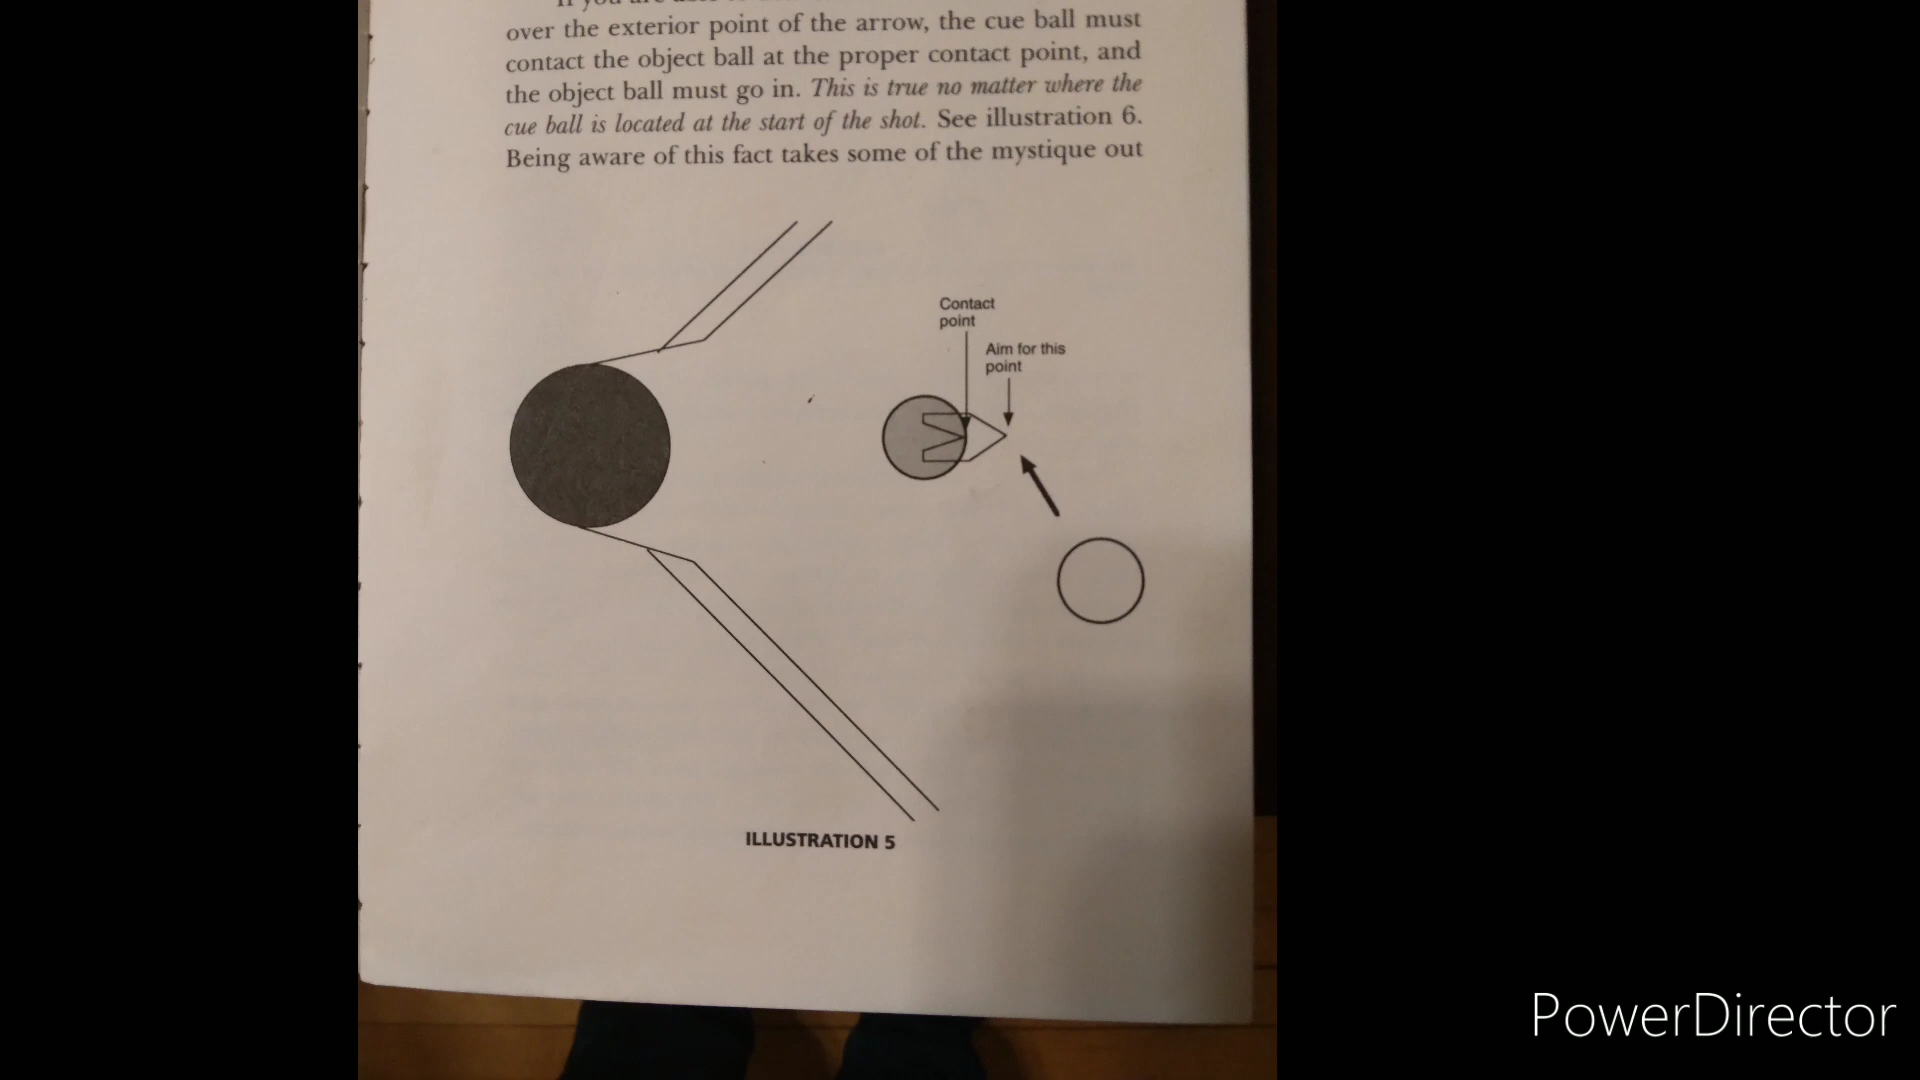 If you are
over the exterior point of the arrow, the cue ball must
contact the object ball at the proper contact point, and
the object ball must go in. This is true no matter where the
cue ball is located at the start of the shot. See illustration 6.
Being aware of this fact takes some of the mystique out
Contact
point
Aim for this
point
ILLUSTRATION 5
PowerDirector